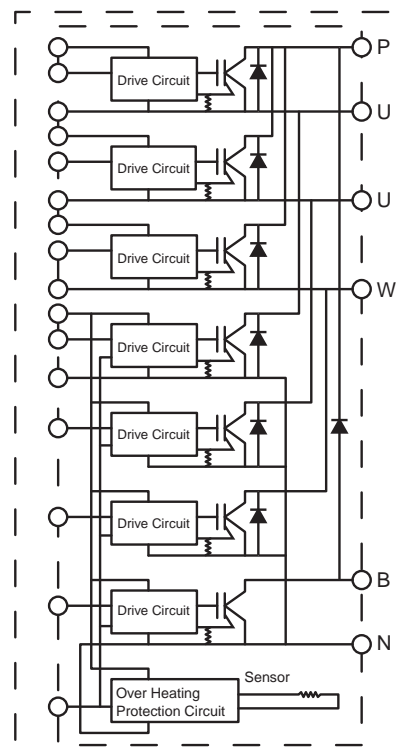 P
Drive Circuit
U
Drive Circuit
U
Drive Circuit
W
Drive Circuit
Drive Circuit
Drive Circuit
B
Drive Circuit
N
Sensor
Over Heating
Protection Circuit